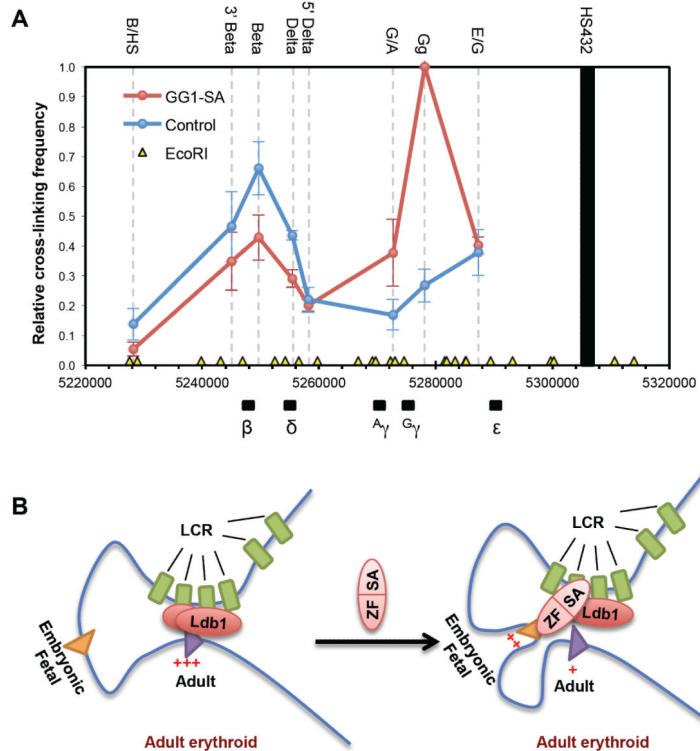 A
B/HS
3' Beta
Beta
Delta
5' Delta
G/A
Gg
E/G
HS432
Relative cross-linking frequency
1.0
0.9
0.8
0.7
0.6
0.5
0.4
0.3
0.2
0.1
0.0
GG1-SA
Control
EcoRI
5220000 5240000 5260000 5280000 5300000 5320000
β δ Aγ Gγ ε
B
LCR
Ldb1
Embryonic
Fetal
+++
Adult
Adult erythroid
ZF SA
LCR
ZF SA
Ldb1
Embryonic
Fetal
++
+
Adult
Adult erythroid